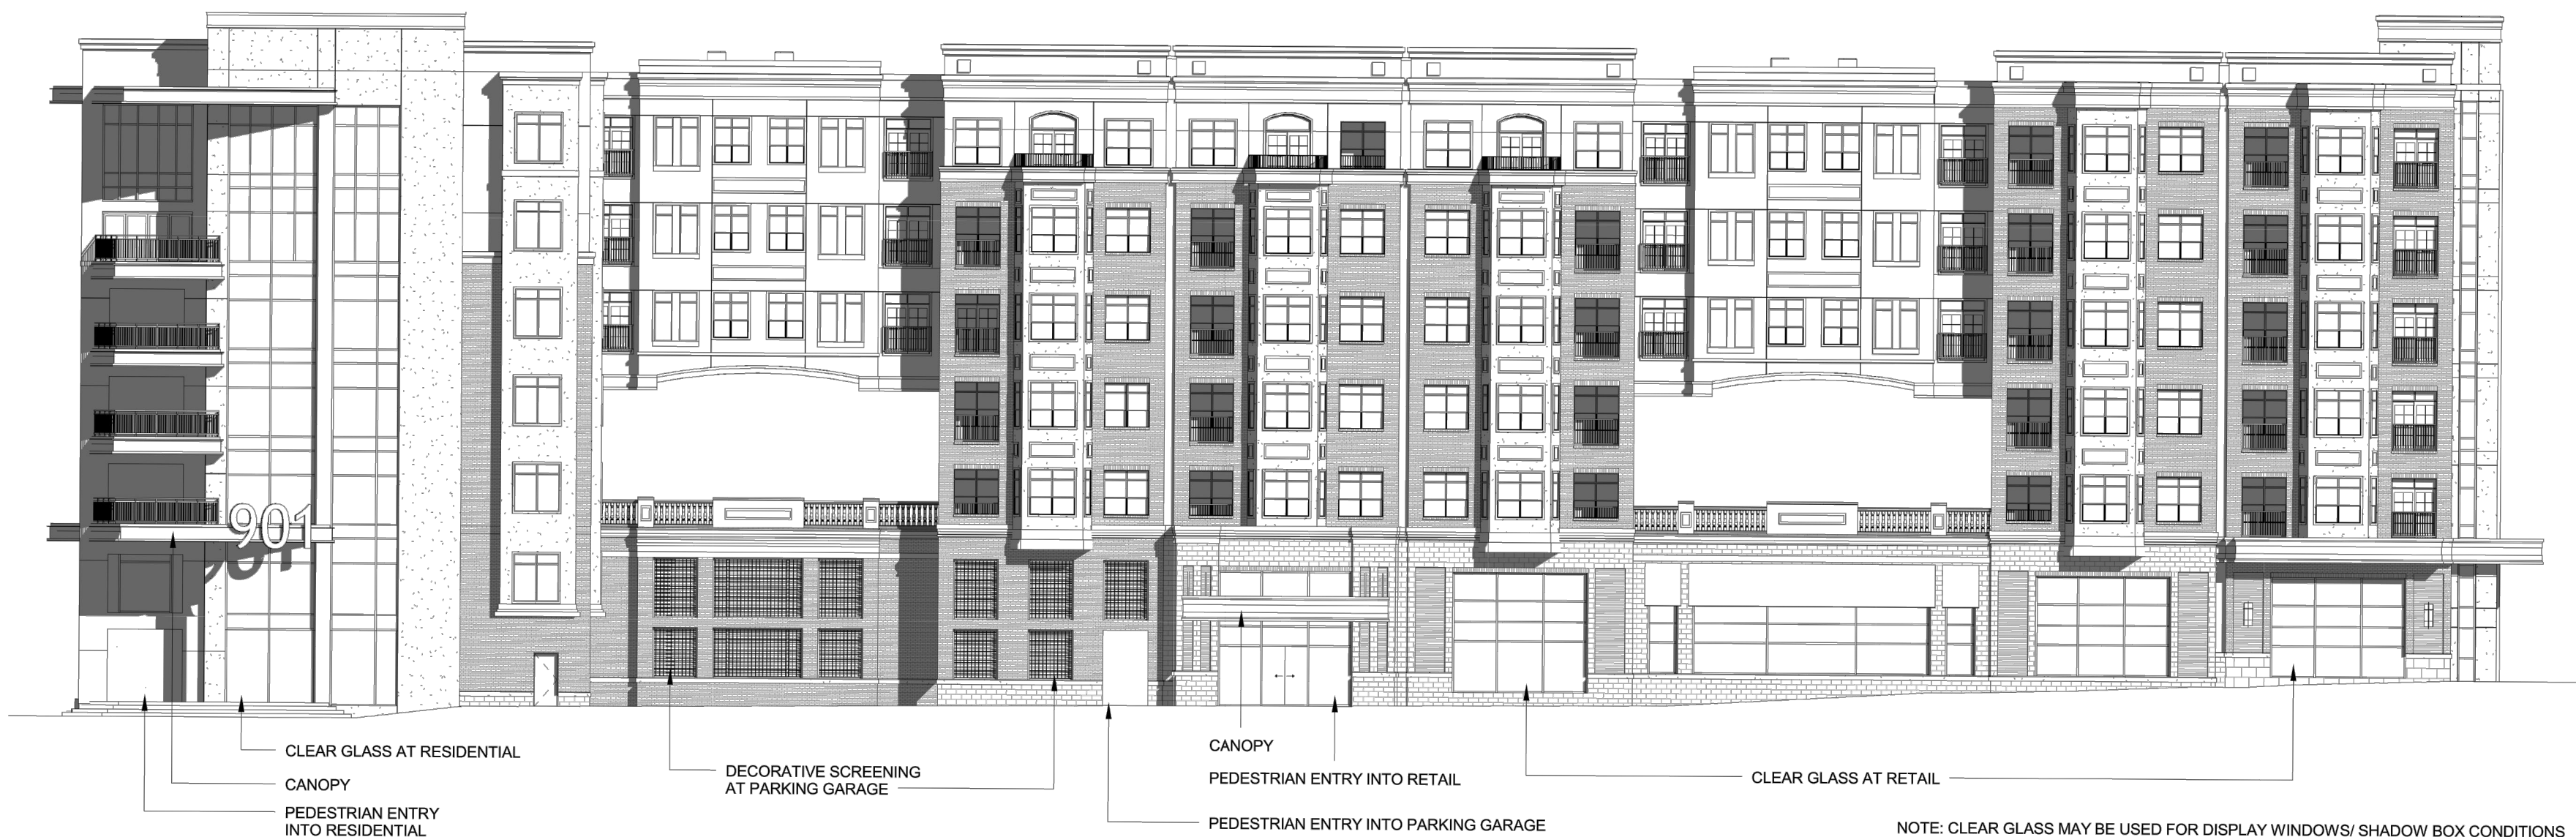 901
CLEAR GLASS AT RESIDENTIAL
CANOPY
PEDESTRIAN ENTRY
INTO RESIDENTIAL
DECORATIVE SCREENING
AT PARKING GARAGE
CANOPY
PEDESTRIAN ENTRY INTO RETAIL
PEDESTRIAN ENTRY INTO PARKING GARAGE
CLEAR GLASS AT RETAIL
NOTE: CLEAR GLASS MAY BE USED FOR DISPLAY WINDOWS/ SHADOW BOX CONDITIONS